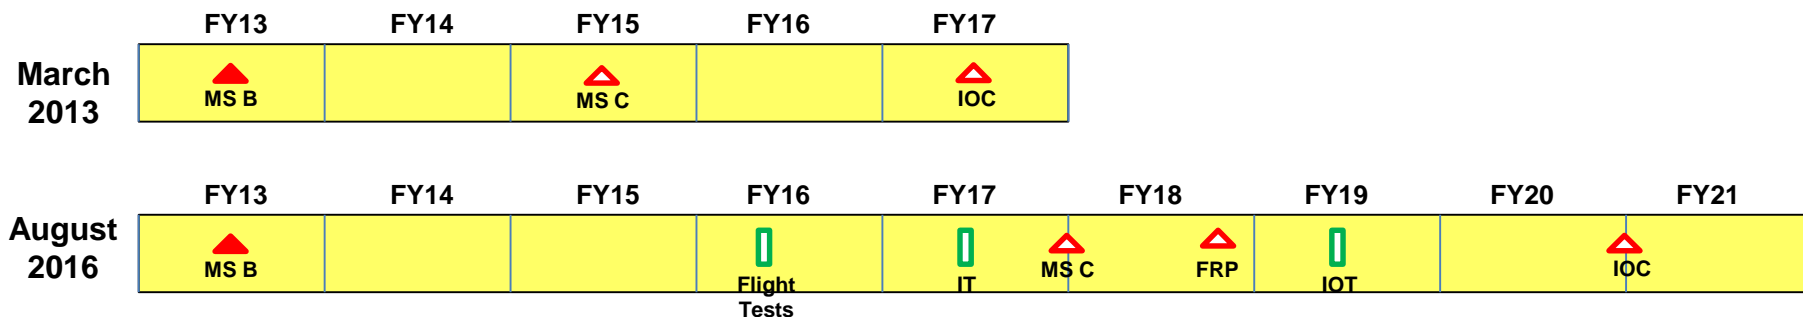 FY13 FY14 FY15 FY16 FY17
March
2013
MS B MS C IOC
FY13 FY14 FY15 FY16 FY17 FY18 FY19 FY20 FY21
August
2016
MS B Flight IT MS C FRP IOT IOC
Tests